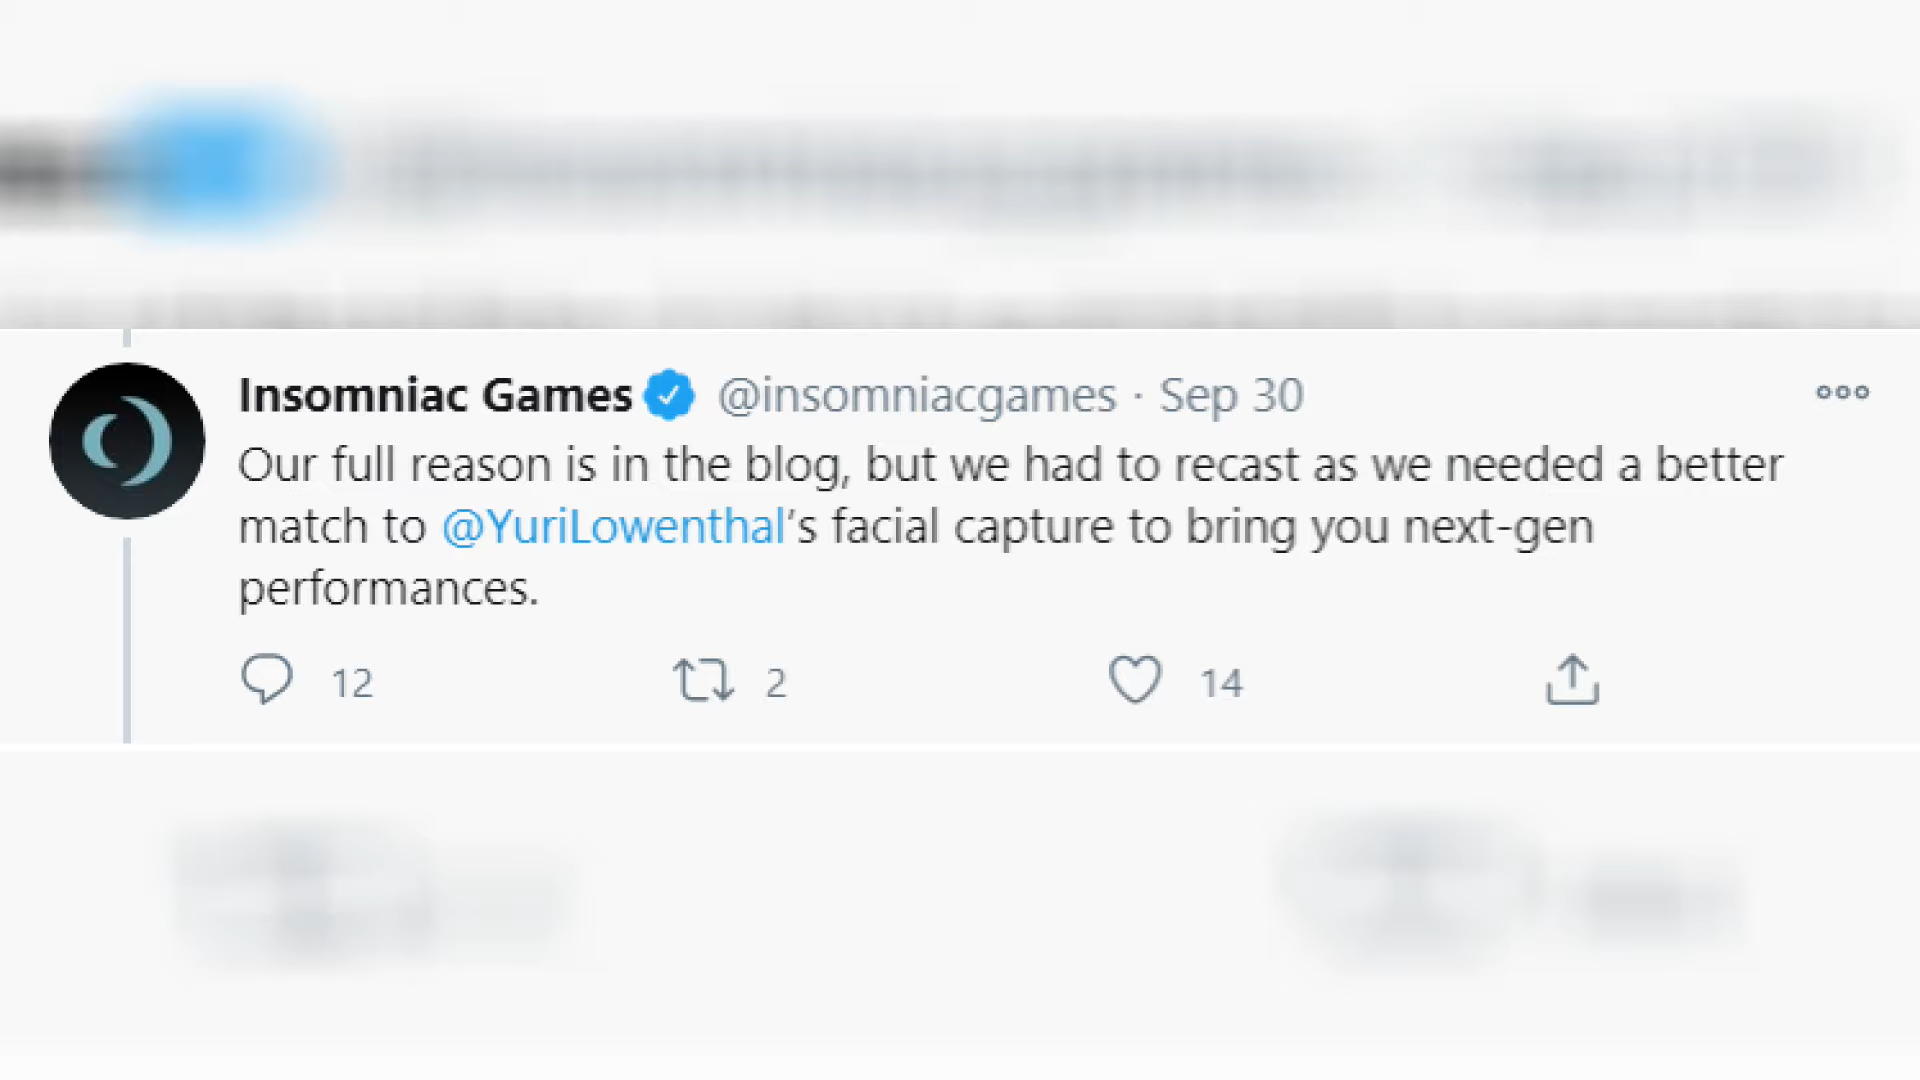 Insomniac Games @insomniacgames · Sep 30
Our full reason is in the blog, but we had to recast as we needed a better
match to @YuriLowenthal's facial capture to bring you next-gen
performances.
12 2 14